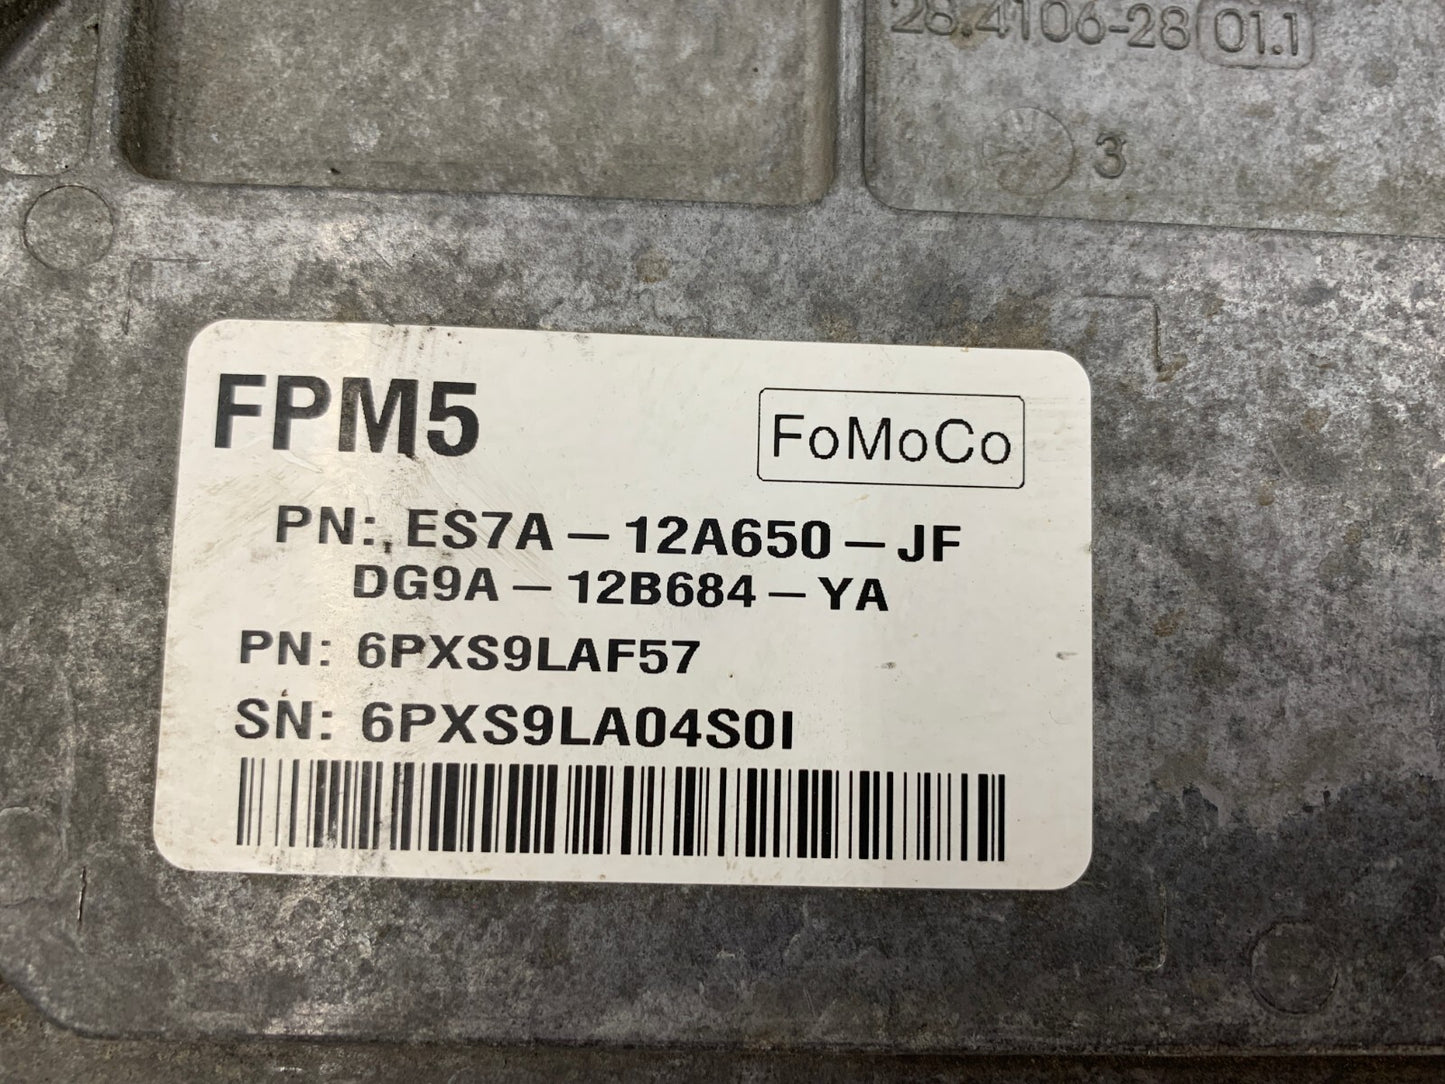 28.4106-28 01.1
3
FPM5
FoMoCo
PN: ES7A-12A650-JF
DG9A-12B684-YA
PN: 6PXS9LAF57
SN: 6PXS9LA04S0I